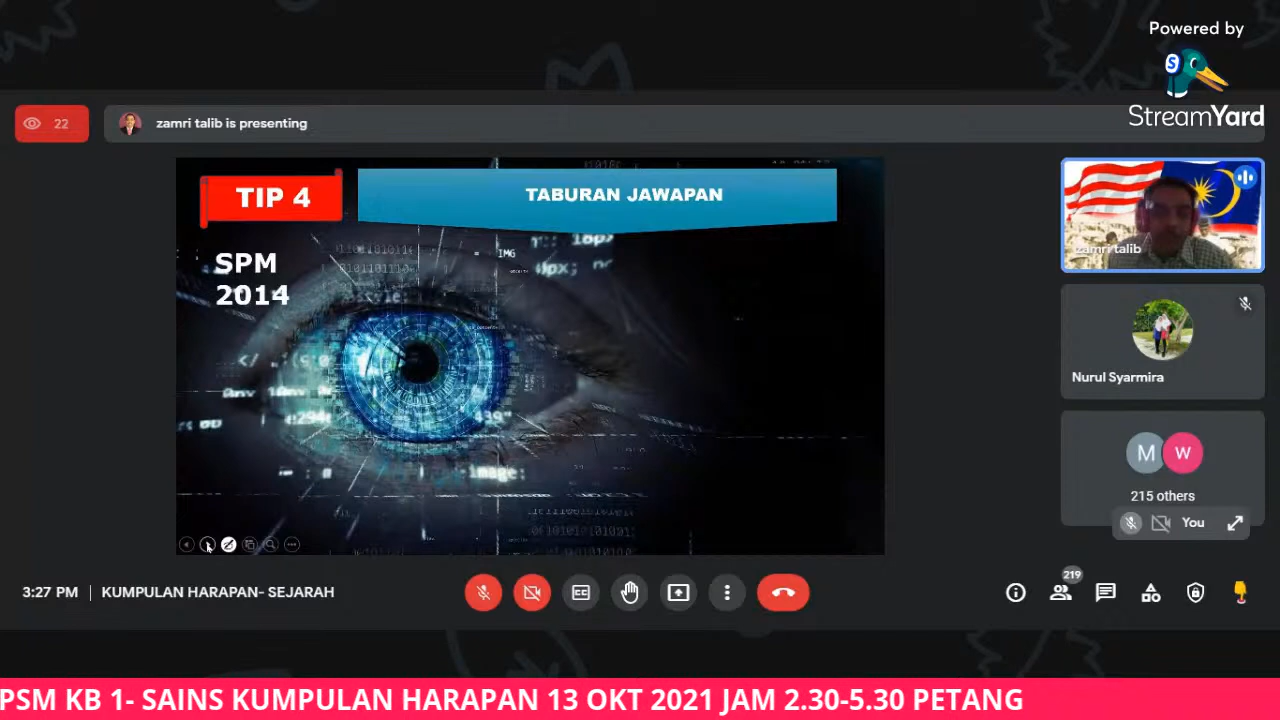 Powered by
StreamYard
22
zamri talib is presenting
TIP 4
TABURAN JAWAPAN
SPM
2014
IMG
zamri talib
Nurul Syarmira
M
W
215 others
You
3:27 PM | KUMPULAN HARAPAN- SEJARAH
219
PSM KB 1- SAINS KUMPULAN HARAPAN 13 OKT 2021 JAM 2.30-5.30 PETANG